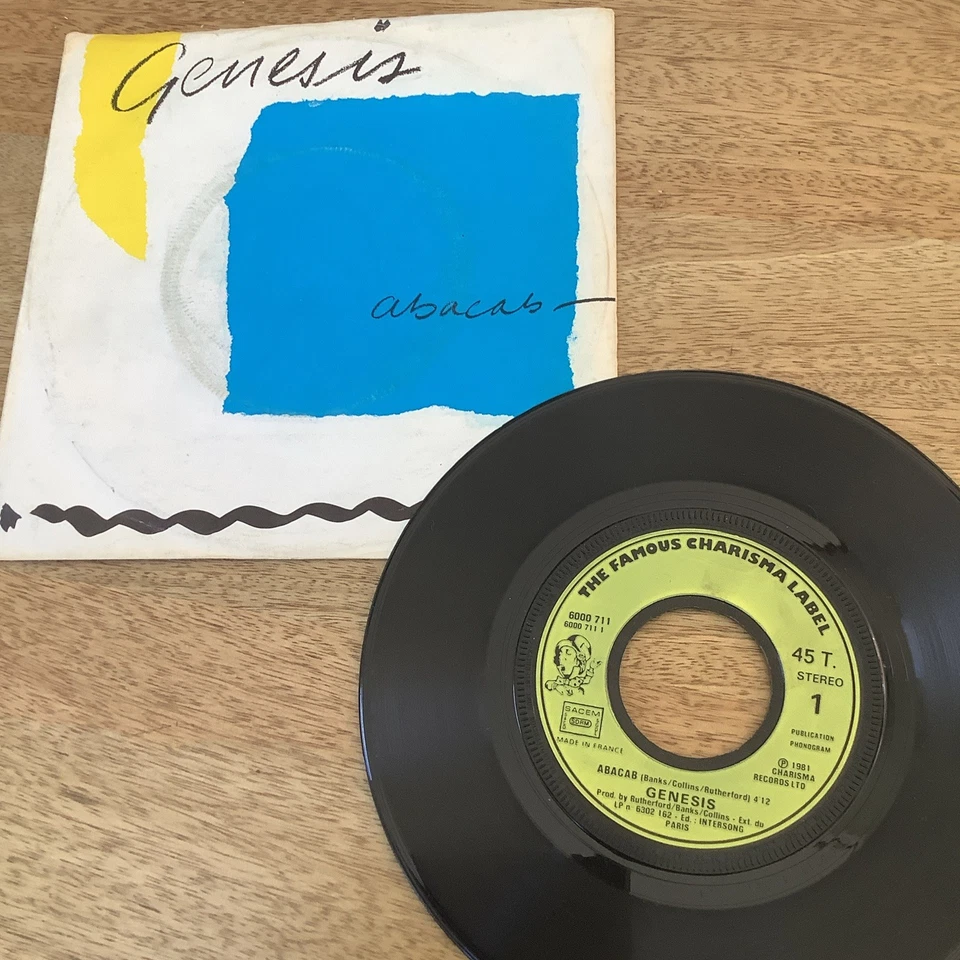 Genesis
abacab
THE FAMOUS CHARISMA LABEL
6000 711
6000 711 1
45 T.
STEREO
1
SACEM
SDRM
MADE IN FRANCE
PUBLICATION
PHONOGRAM
℗ 1981
CHARISMA
RECORDS LTD
ABACAB (Banks/Collins/Rutherford) 4'12
GENESIS
Prod. by Rutherford/Banks/Collins - Ext. du
LP n° 6302 162 - Ed. : INTERSONG
PARIS